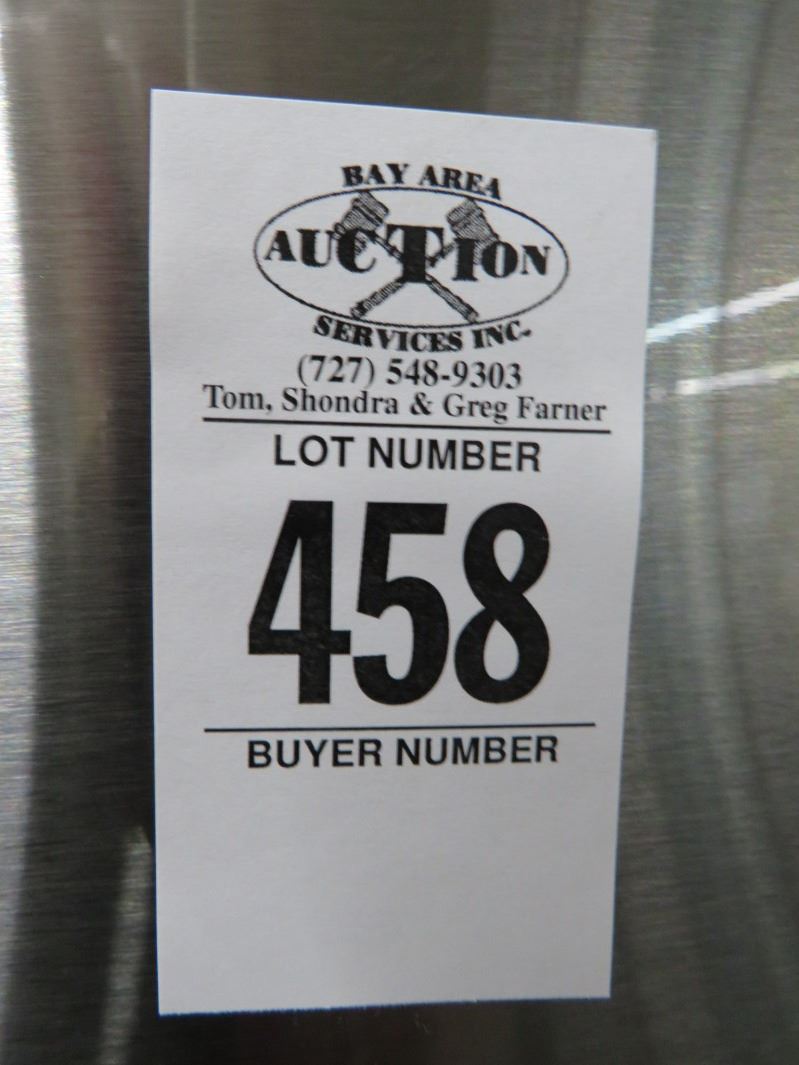 BAY AREA
AUCTION
SERVICES INC.
(727) 548-9303
Tom, Shondra & Greg Farner
LOT NUMBER
458
BUYER NUMBER